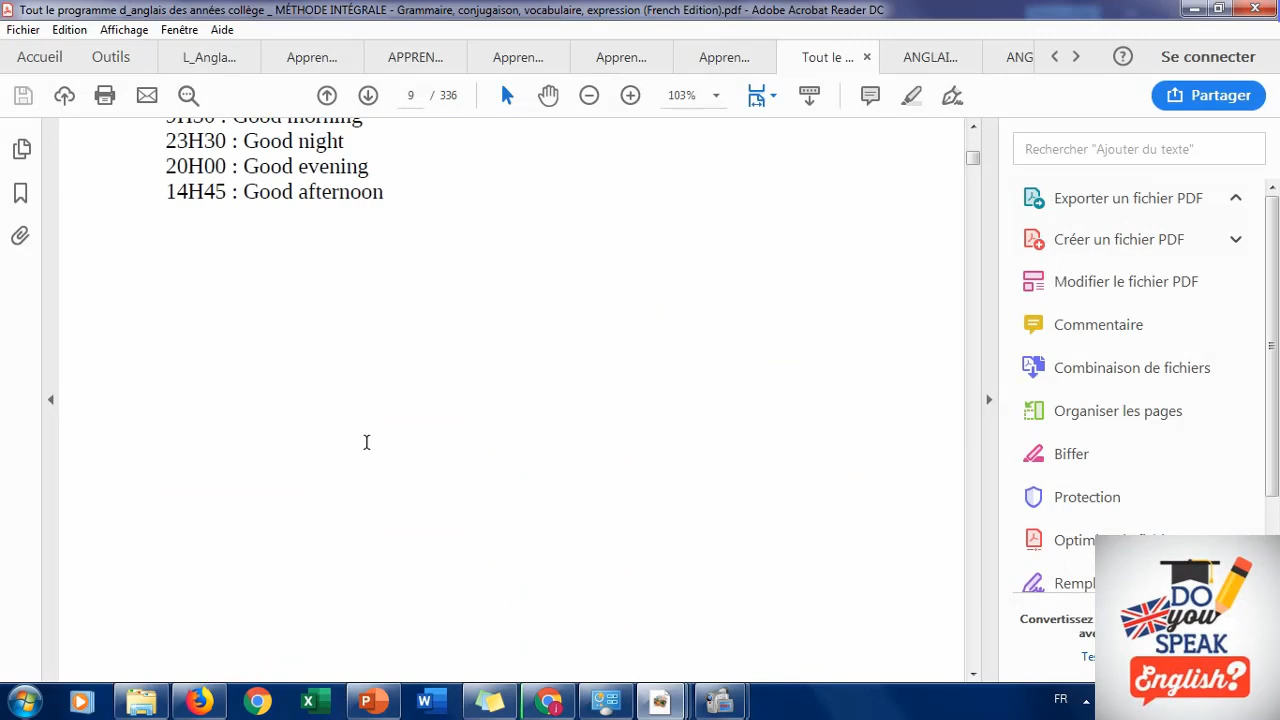 Tout le programme d_anglais des années collège _ MÉTHODE INTÉGRALE - Grammaire, conjugaison, vocabulaire, expression (French Edition).pdf - Adobe Acrobat Reader DC
Fichier Edition Affichage Fenêtre Aide
Accueil Outils L_Angla... Appren... APPREN... Appren... Appren... Appren... Tout le ... ANGLAI... ANG Se connecter
9 / 336 103% Partager
: Good morning
23H30 : Good night
20H00 : Good evening
14H45 : Good afternoon
Rechercher "Ajouter du texte"
Exporter un fichier PDF
Créer un fichier PDF
Modifier le fichier PDF
Commentaire
Combinaison de fichiers
Organiser les pages
Biffer
Protection
Optim
Rempl
Convertissez
ave
Tes
DO
you
SPEAK
English?
FR